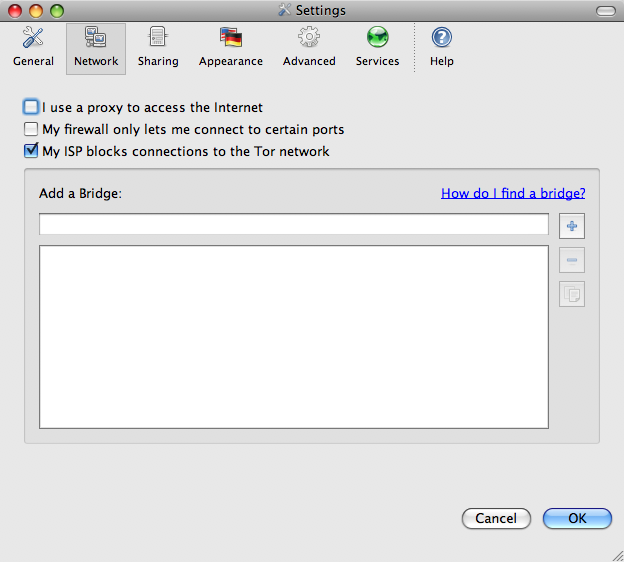 Settings
General Network Sharing Appearance Advanced Services Help
I use a proxy to access the Internet
My firewall only lets me connect to certain ports
My ISP blocks connections to the Tor network
Add a Bridge: How do I find a bridge?
Cancel OK